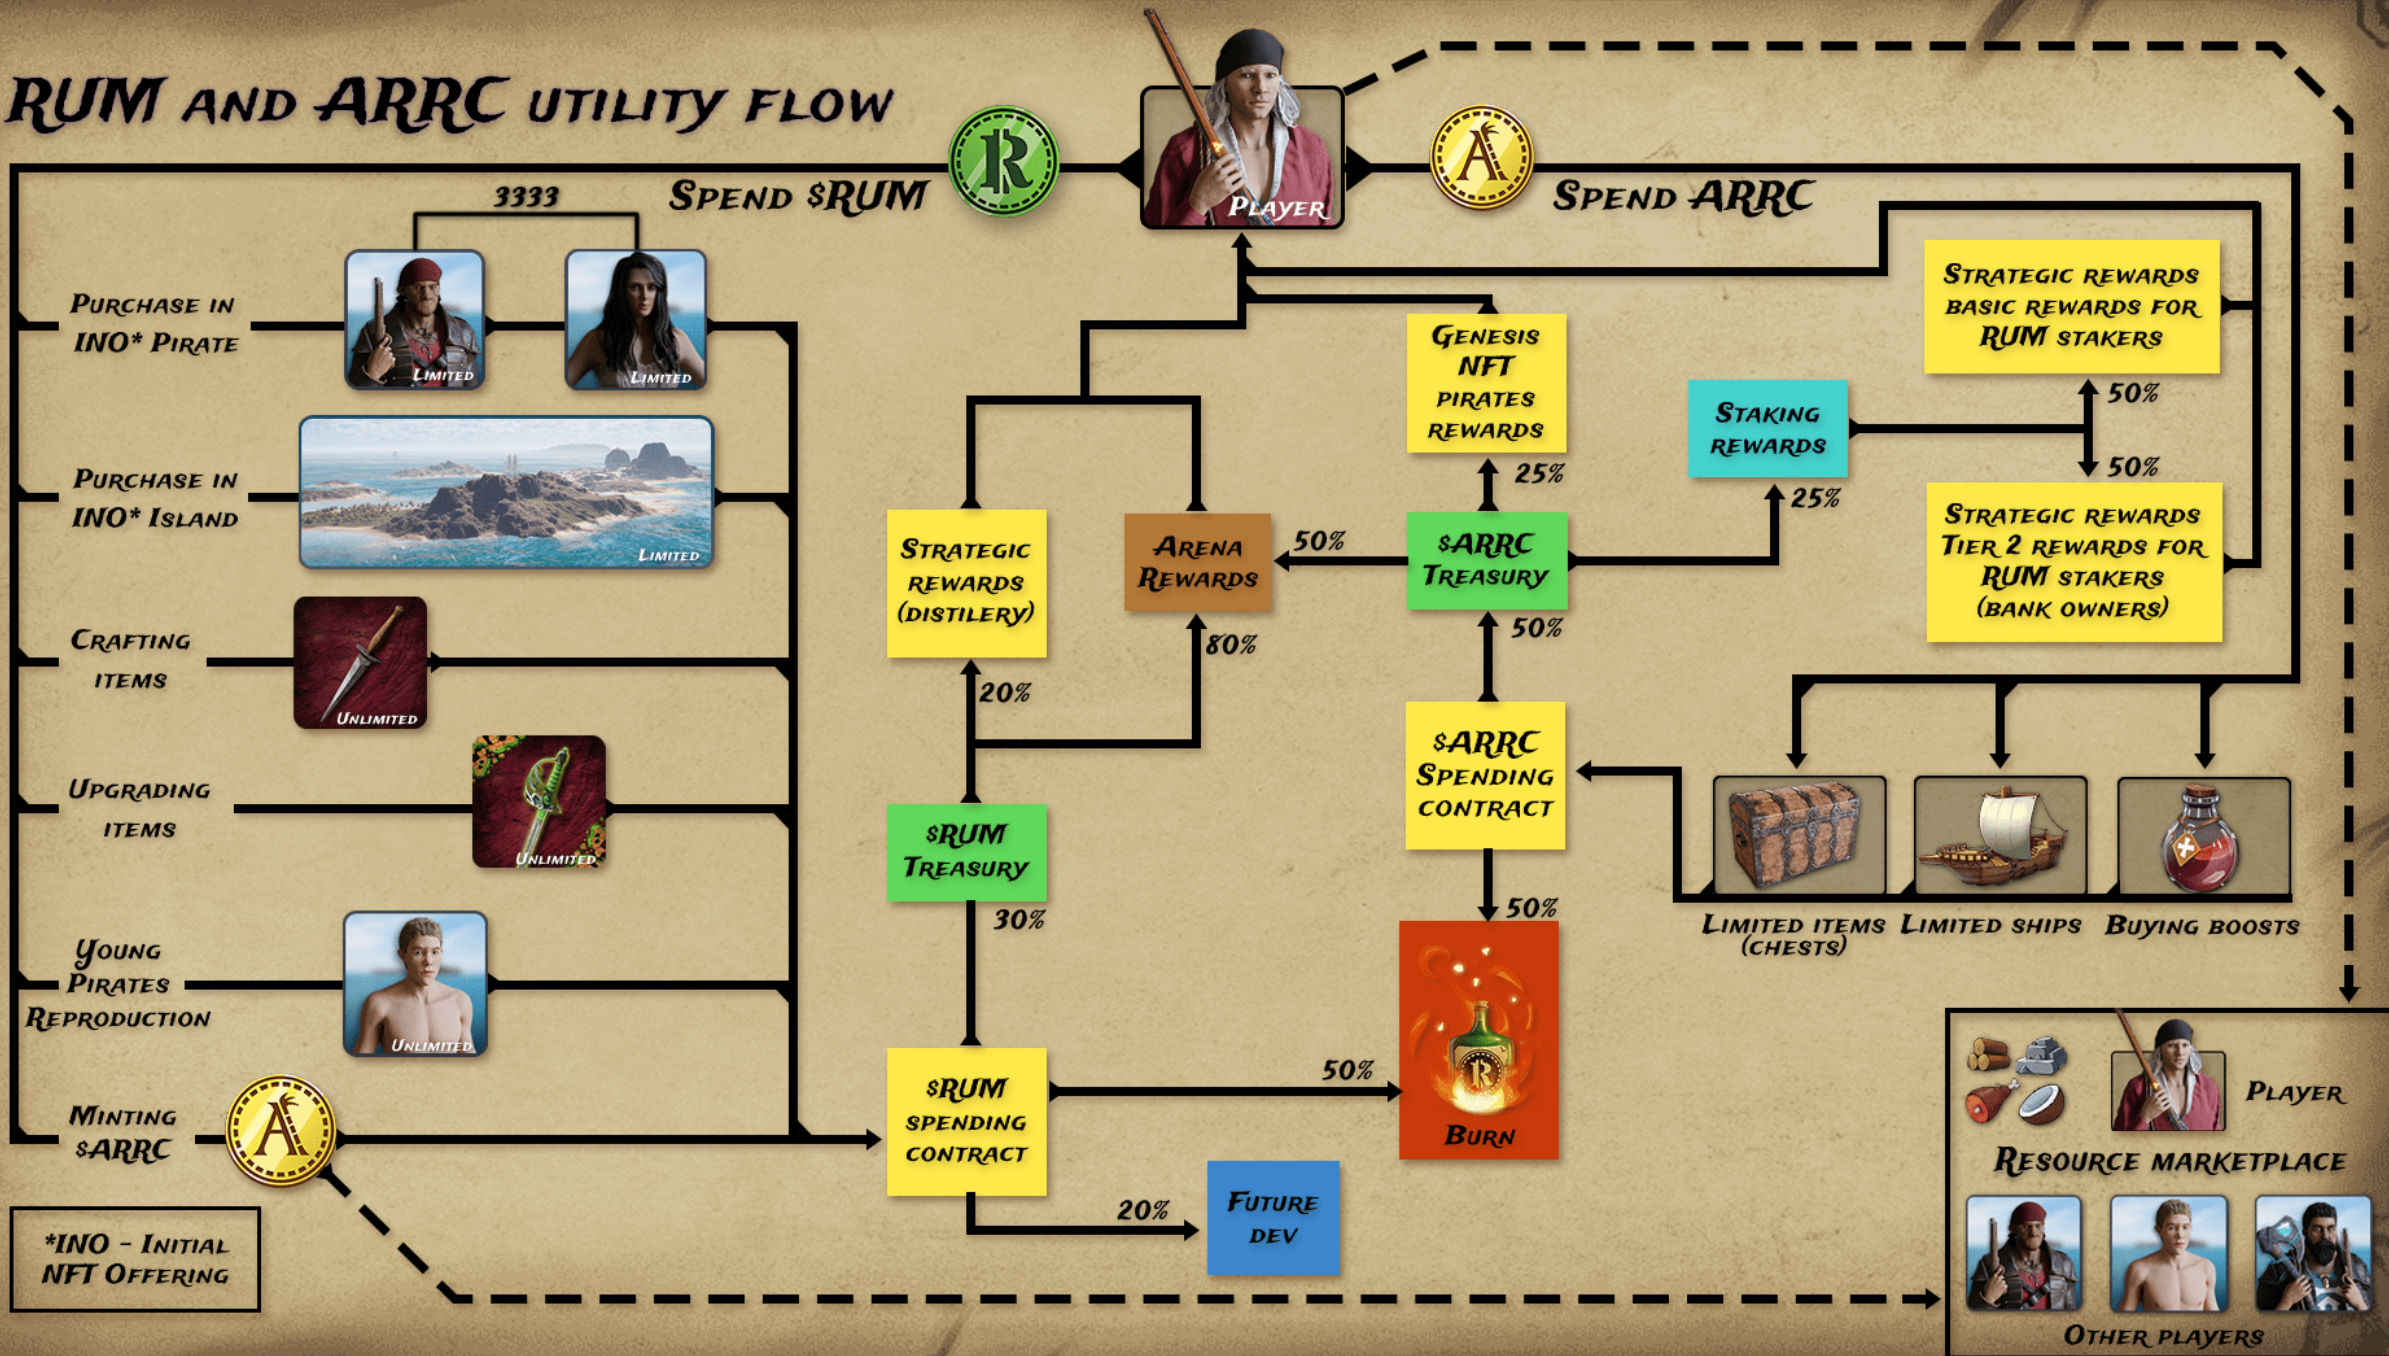 RUM AND ARRC UTILITY FLOW
SPEND $RUM
PLAYER
SPEND ARRC
3333
PURCHASE IN
INO* PIRATE
LIMITED
LIMITED
PURCHASE IN
INO* ISLAND
LIMITED
CRAFTING
ITEMS
UNLIMITED
UPGRADING
ITEMS
UNLIMITED
YOUNG
PIRATES
REPRODUCTION
UNLIMITED
MINTING
$ARRC
*INO - INITIAL
NFT OFFERING
STRATEGIC
REWARDS
(DISTILERY)
20%
ARENA
REWARDS
80%
50%
$RUM
TREASURY
30%
$RUM
SPENDING
CONTRACT
50%
20%
FUTURE
DEV
GENESIS
NFT
PIRATES
REWARDS
25%
$ARRC
TREASURY
50%
$ARRC
SPENDING
CONTRACT
50%
BURN
STAKING
REWARDS
25%
STRATEGIC REWARDS
BASIC REWARDS FOR
RUM STAKERS
50%
50%
STRATEGIC REWARDS
TIER 2 REWARDS FOR
RUM STAKERS
(BANK OWNERS)
LIMITED ITEMS
(CHESTS)
LIMITED SHIPS
BUYING BOOSTS
PLAYER
RESOURCE MARKETPLACE
OTHER PLAYERS